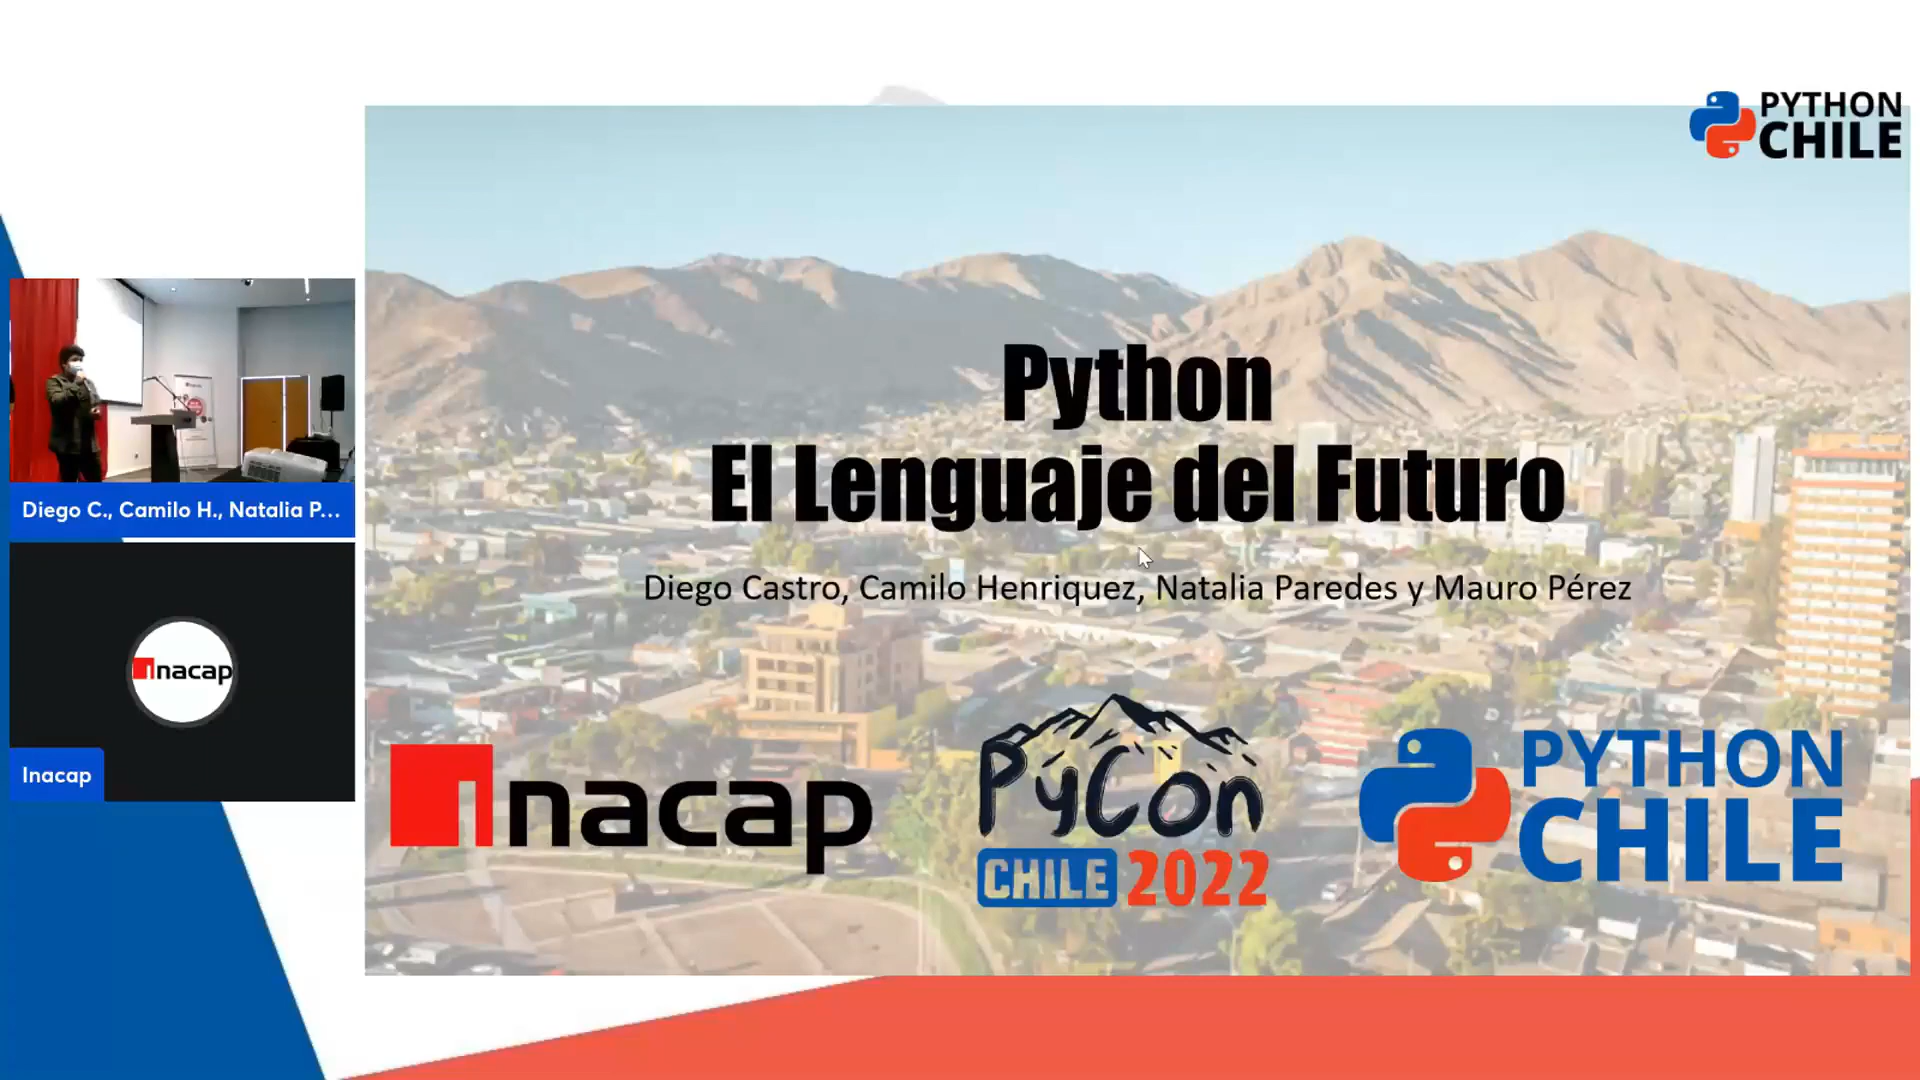 PYTHON
CHILE
Python
El Lenguaje del Futuro
Diego Castro, Camilo Henriquez, Natalia Paredes y Mauro Pérez
Diego C., Camilo H., Natalia P...
Inacap
Inacap
Inacap
PyCon
CHILE 2022
PYTHON
CHILE